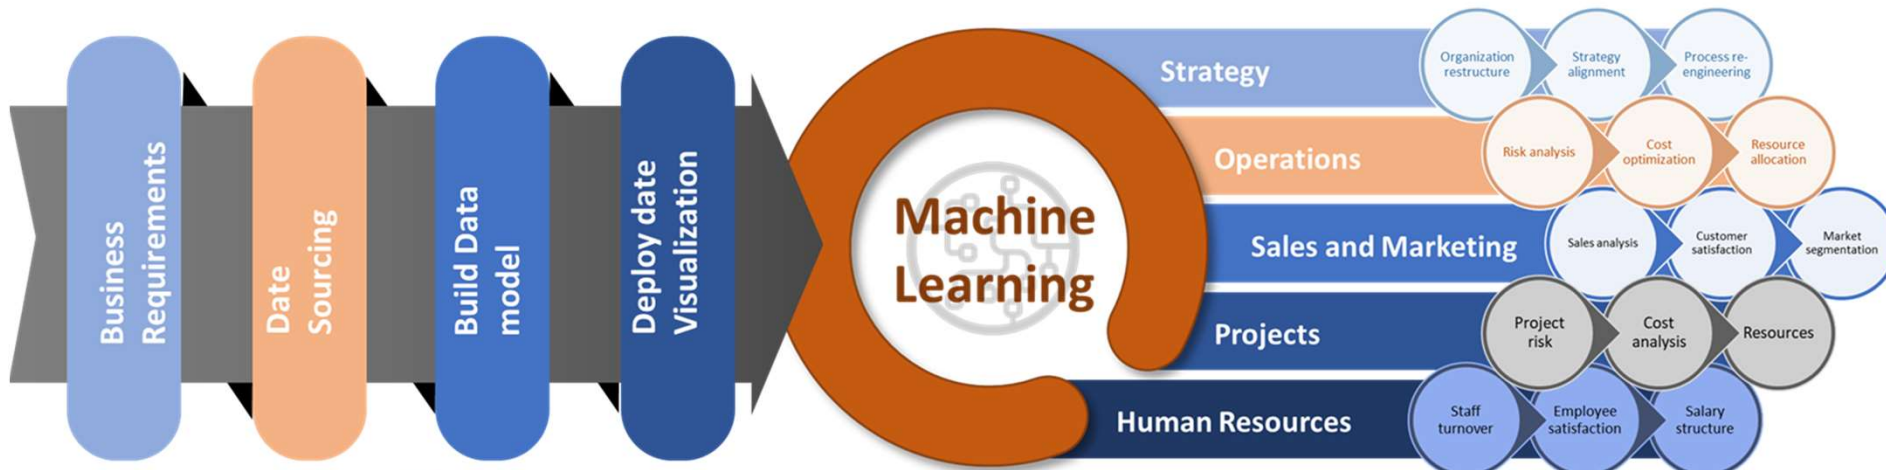 Business
Requirements
Date
Sourcing
Build Data
model
Deploy date
Visualization
Machine
Learning
Strategy
Organization
restructure
Strategy
alignment
Process re-
engineering
Operations
Risk analysis
Cost
optimization
Resource
allocation
Sales and Marketing
Sales analysis
Customer
satisfaction
Market
segmentation
Projects
Project
risk
Cost
analysis
Resources
Human Resources
Staff
turnover
Employee
satisfaction
Salary
structure